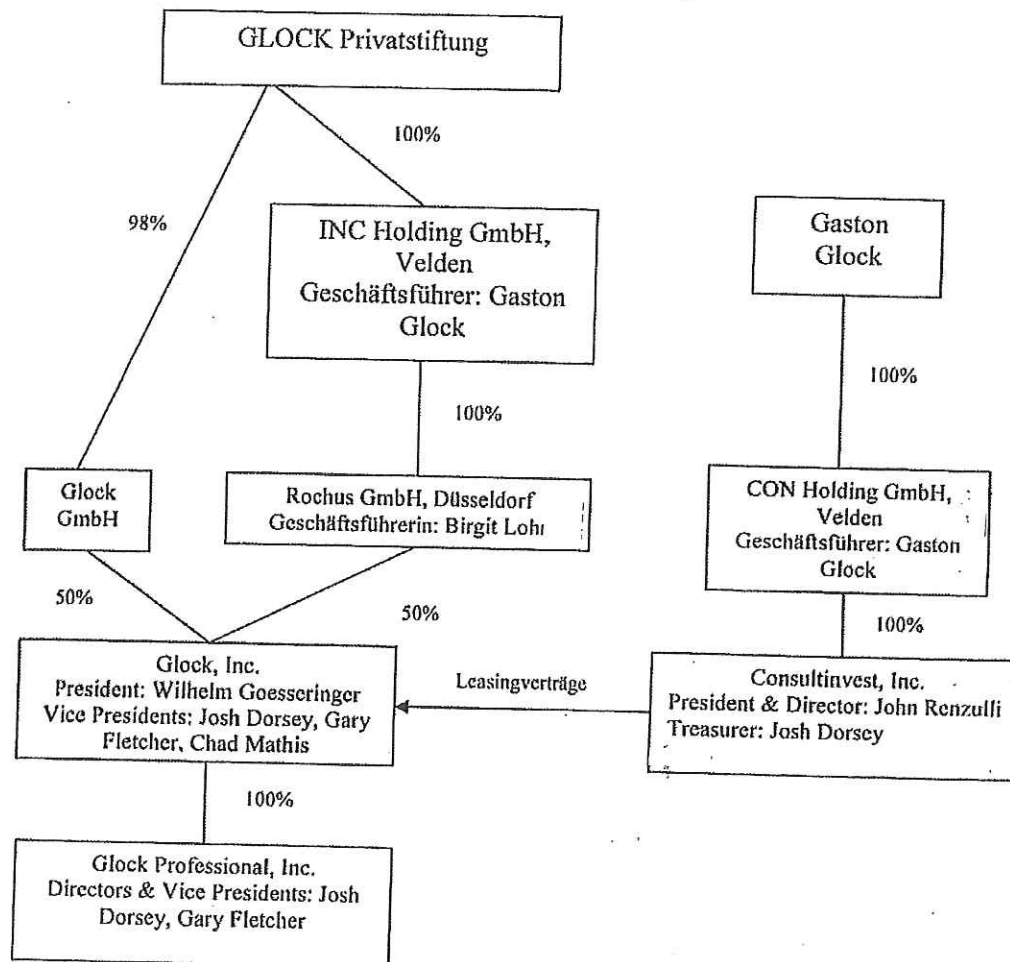 GLOCK Privatstiftung
100%
98%
INC Holding GmbH,
Velden
Geschäftsführer: Gaston
Glock
Gaston
Glock
100%
100%
Glock
GmbH
Rochus GmbH, Düsseldorf
Geschäftsführerin: Birgit Lohr
CON Holding GmbH,
Velden
Geschäftsführer: Gaston
Glock
50%
50%
100%
Glock, Inc.
President: Wilhelm Goesseringer
Vice Presidents: Josh Dorsey, Gary
Fletcher, Chad Mathis
Leasingverträge
Consultinvest, Inc.
President & Director: John Renzulli
Treasurer: Josh Dorsey
100%
Glock Professional, Inc.
Directors & Vice Presidents: Josh
Dorsey, Gary Fletcher